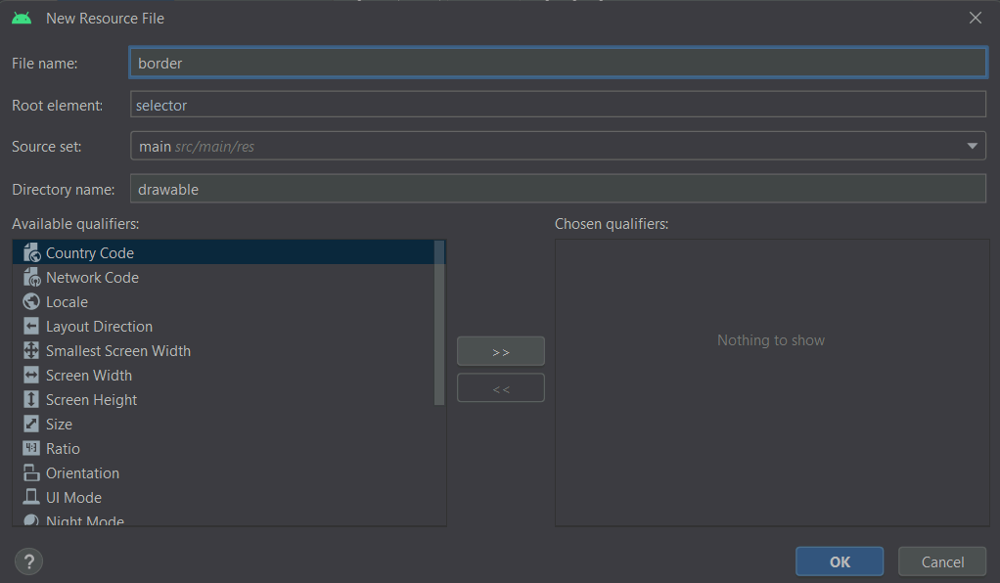 New Resource File
File name:
border
Root element:
selector
Source set:
main src/main/res
Directory name:
drawable
Available qualifiers:
Country Code
Network Code
Locale
Layout Direction
Smallest Screen Width
Screen Width
Screen Height
Size
Ratio
Orientation
UI Mode
Night Mode
>>
<<
Chosen qualifiers:
Nothing to show
?
OK
Cancel